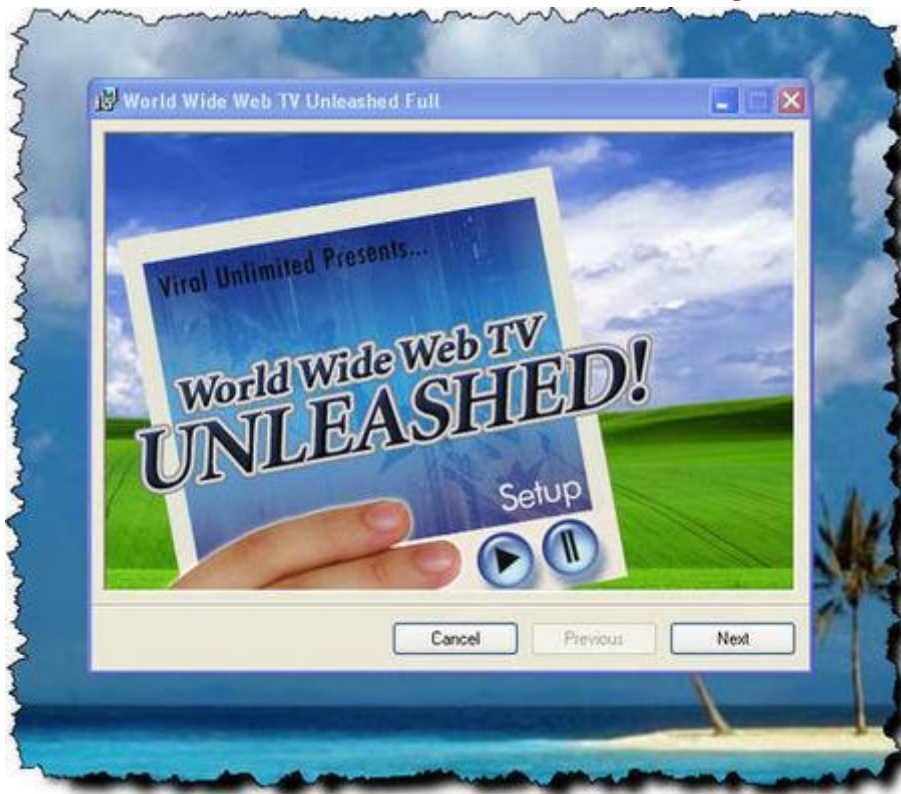 World Wide Web TV Unleashed Full
Viral Unlimited Presents...
World Wide Web TV
UNLEASHED!
Setup
Cancel
Previous
Next